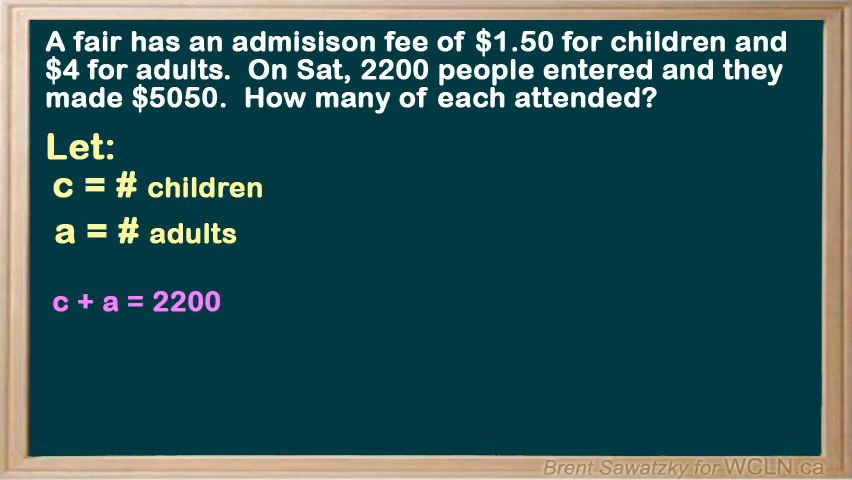 A fair has an admisison fee of $1.50 for children and
$4 for adults. On Sat, 2200 people entered and they
made $5050. How many of each attended?
Let:
c = # children
a = # adults
c + a = 2200
Brent Sawatzky for WCLN.ca